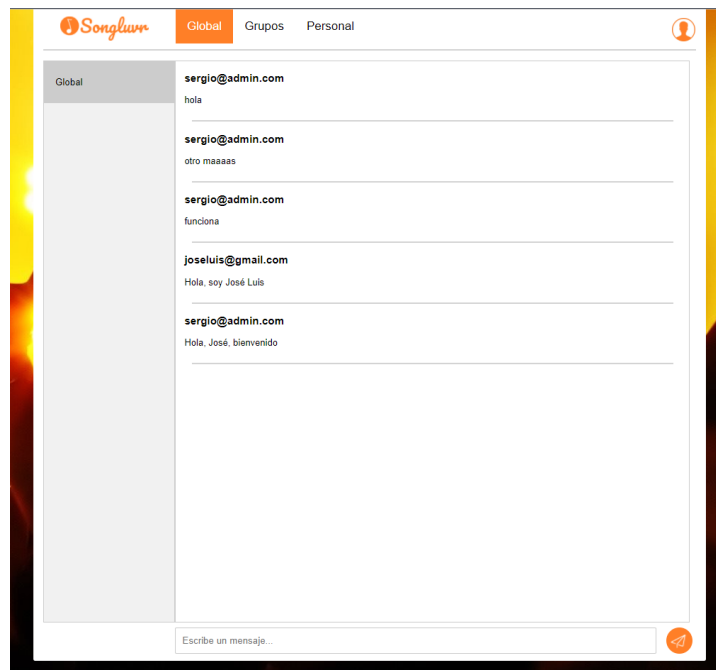 Songluvr
Global Grupos Personal
Global
sergio@admin.com
hola
sergio@admin.com
otro maaaas
sergio@admin.com
funciona
joseluis@gmail.com
Hola, soy José Luis
sergio@admin.com
Hola, José, bienvenido
Escribe un mensaje...